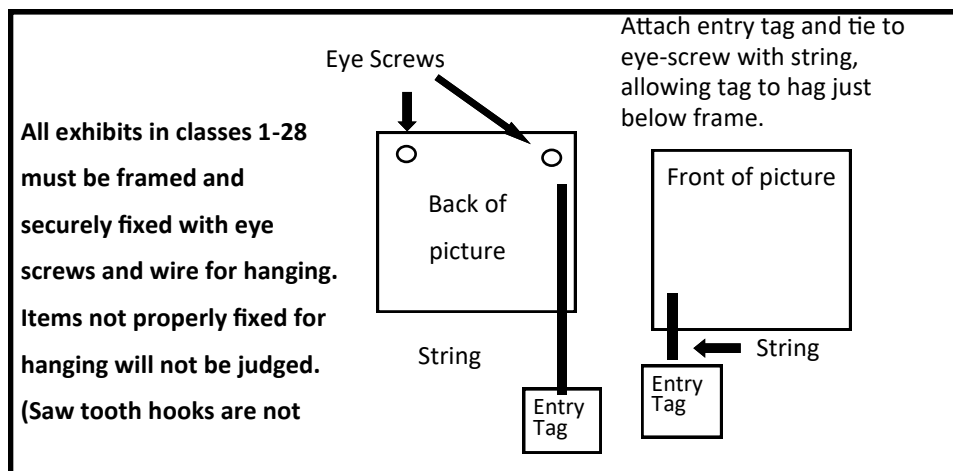 All exhibits in classes 1-28
must be framed and
securely fixed with eye
screws and wire for hanging.
Items not properly fixed for
hanging will not be judged.
(Saw tooth hooks are not
Eye Screws
Back of
picture
String
Entry
Tag
Attach entry tag and tie to
eye-screw with string,
allowing tag to hag just
below frame.
Front of picture
String
Entry
Tag